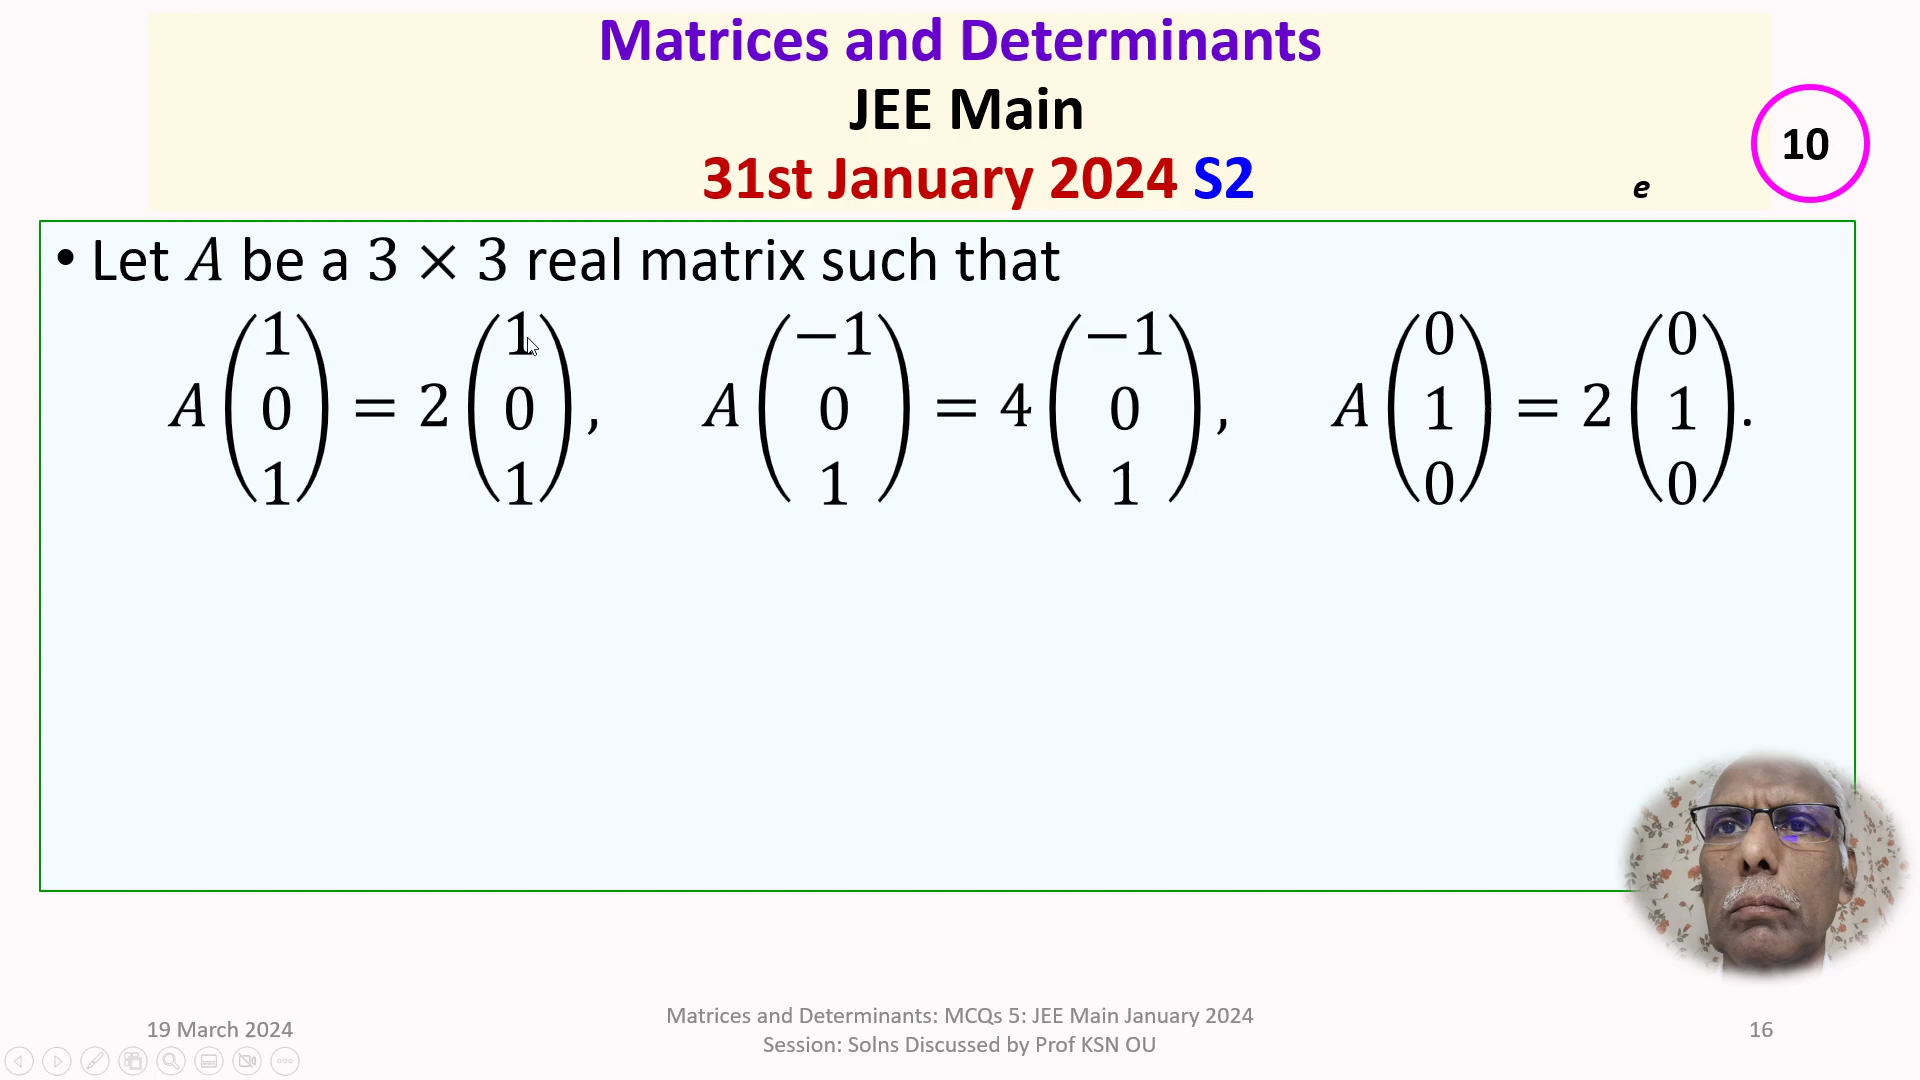 Matrices and Determinants
JEE Main
31st January 2024 S2
e
10
• Let A be a 3 × 3 real matrix such that
A (1 0 1) = 2 (1 0 1), A (−1 0 1) = 4 (−1 0 1), A (0 1 0) = 2 (0 1 0).
19 March 2024
Matrices and Determinants: MCQs 5: JEE Main January 2024
Session: Solns Discussed by Prof KSN OU
16